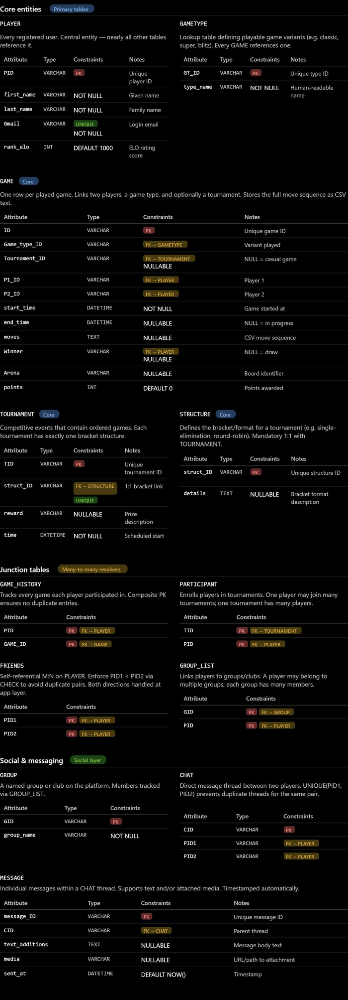 Core entities Primary tables
PLAYER
Every registered user. Central entity — nearly all other tables
reference it.
Attribute Type Constraints Notes
PID VARCHAR PK Unique
player ID
first_name VARCHAR NOT NULL Given name
last_name VARCHAR NOT NULL Family name
Gmail VARCHAR UNIQUE Login email
NOT NULL
rank_elo INT DEFAULT 1000 ELO rating
score
GAMETYPE
Lookup table defining playable game variants (e.g. classic,
super, blitz). Every GAME references one.
Attribute Type Constraints Notes
GT_ID VARCHAR PK Unique type ID
type_name VARCHAR NOT NULL Human-readable
name
GAME Core
One row per played game. Links two players, a game type, and optionally a tournament. Stores the full move sequence as CSV
text.
Attribute Type Constraints Notes
ID VARCHAR PK Unique game ID
Game_type_ID VARCHAR FK → GAMETYPE Variant played
Tournament_ID VARCHAR FK → TOURNAMENT NULL = casual game
NULLABLE
P1_ID VARCHAR FK → PLAYER Player 1
P2_ID VARCHAR FK → PLAYER Player 2
start_time DATETIME NOT NULL Game started at
end_time DATETIME NULLABLE NULL = in progress
moves TEXT NULLABLE CSV move sequence
Winner VARCHAR FK → PLAYER NULL = draw
NULLABLE
Arena VARCHAR NULLABLE Board identifier
points INT DEFAULT 0 Points awarded
TOURNAMENT Core
Competitive events that contain ordered games. Each
tournament has exactly one bracket structure.
Attribute Type Constraints Notes
TID VARCHAR PK Unique
tournament ID
struct_ID VARCHAR FK → STRUCTURE 1:1 bracket link
UNIQUE
reward VARCHAR NULLABLE Prize
description
time DATETIME NOT NULL Scheduled start
STRUCTURE Core
Defines the bracket/format for a tournament (e.g. single-
elimination, round-robin). Mandatory 1:1 with
TOURNAMENT.
Attribute Type Constraints Notes
struct_ID VARCHAR PK Unique structure ID
details TEXT NULLABLE Bracket format
description
Junction tables Many-to-many resolvers
GAME_HISTORY
Tracks every game each player participated in. Composite PK
ensures no duplicate entries.
Attribute Constraints
PID PK FK → PLAYER
GAME_ID PK FK → GAME
PARTICIPANT
Enrolls players in tournaments. One player may join many
tournaments; one tournament has many players.
Attribute Constraints
TID PK FK → TOURNAMENT
PID PK FK → PLAYER
FRIENDS
Self-referential M:N on PLAYER. Enforce PID1 < PID2 via
CHECK to avoid duplicate pairs. Both directions handled at
app layer.
Attribute Constraints
PID1 PK FK → PLAYER
PID2 PK FK → PLAYER
GROUP_LIST
Links players to groups/clubs. A player may belong to
multiple groups; each group has many members.
Attribute Constraints
GID PK FK → GROUP
PID PK FK → PLAYER
Social & messaging Social layer
GROUP
A named group or club on the platform. Members tracked
via GROUP_LIST.
Attribute Type Constraints
GID VARCHAR PK
group_name VARCHAR NOT NULL
CHAT
Direct message thread between two players. UNIQUE(PID1,
PID2) prevents duplicate threads for the same pair.
Attribute Type Constraints
CID VARCHAR PK
PID1 VARCHAR FK → PLAYER
PID2 VARCHAR FK → PLAYER
MESSAGE
Individual messages within a CHAT thread. Supports text and/or attached media. Timestamped automatically.
Attribute Type Constraints Notes
message_ID VARCHAR PK Unique message ID
CID VARCHAR FK → CHAT Parent thread
text_additions TEXT NULLABLE Message body text
media VARCHAR NULLABLE URL/path to attachment
sent_at DATETIME DEFAULT NOW() Timestamp